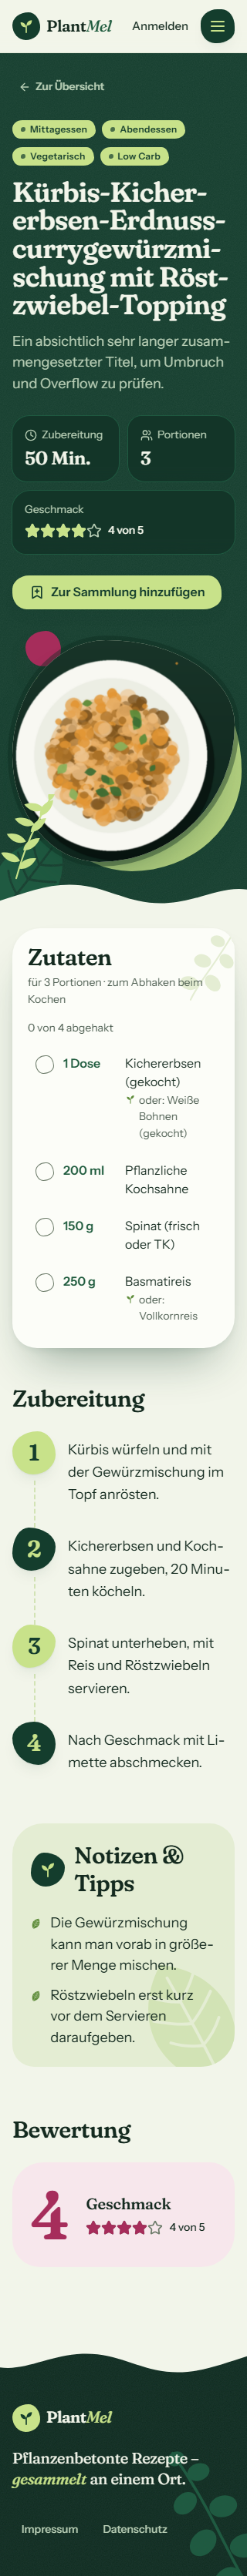 PlantMel
Anmelden
← Zur Übersicht
Mittagessen
Abendessen
Vegetarisch
Low Carb
Kürbis-Kicher-
erbsen-Erdnuss-
currygewürzmi-
schung mit Röst-
zwiebel-Topping
Ein absichtlich sehr langer zusam-
mengesetzter Titel, um Umbruch
und Overflow zu prüfen.
Zubereitung
50 Min.
Portionen
3
Geschmack
4 von 5
Zur Sammlung hinzufügen
Zutaten
für 3 Portionen · zum Abhaken beim
Kochen
0 von 4 abgehakt
1 Dose
Kichererbsen
(gekocht)
oder: Weiße
Bohnen
(gekocht)
200 ml
Pflanzliche
Kochsahne
150 g
Spinat (frisch
oder TK)
250 g
Basmatireis
oder:
Vollkornreis
Zubereitung
1
Kürbis würfeln und mit
der Gewürzmischung im
Topf anrösten.
2
Kichererbsen und Koch-
sahne zugeben, 20 Minu-
ten köcheln.
3
Spinat unterheben, mit
Reis und Röstzwiebeln
servieren.
4
Nach Geschmack mit Li-
mette abschmecken.
Notizen &
Tipps
Die Gewürzmischung
kann man vorab in größe-
rer Menge mischen.
Röstzwiebeln erst kurz
vor dem Servieren
daraufgeben.
Bewertung
4
Geschmack
4 von 5
PlantMel
Pflanzenbetonte Rezepte –
gesammelt an einem Ort.
Impressum
Datenschutz